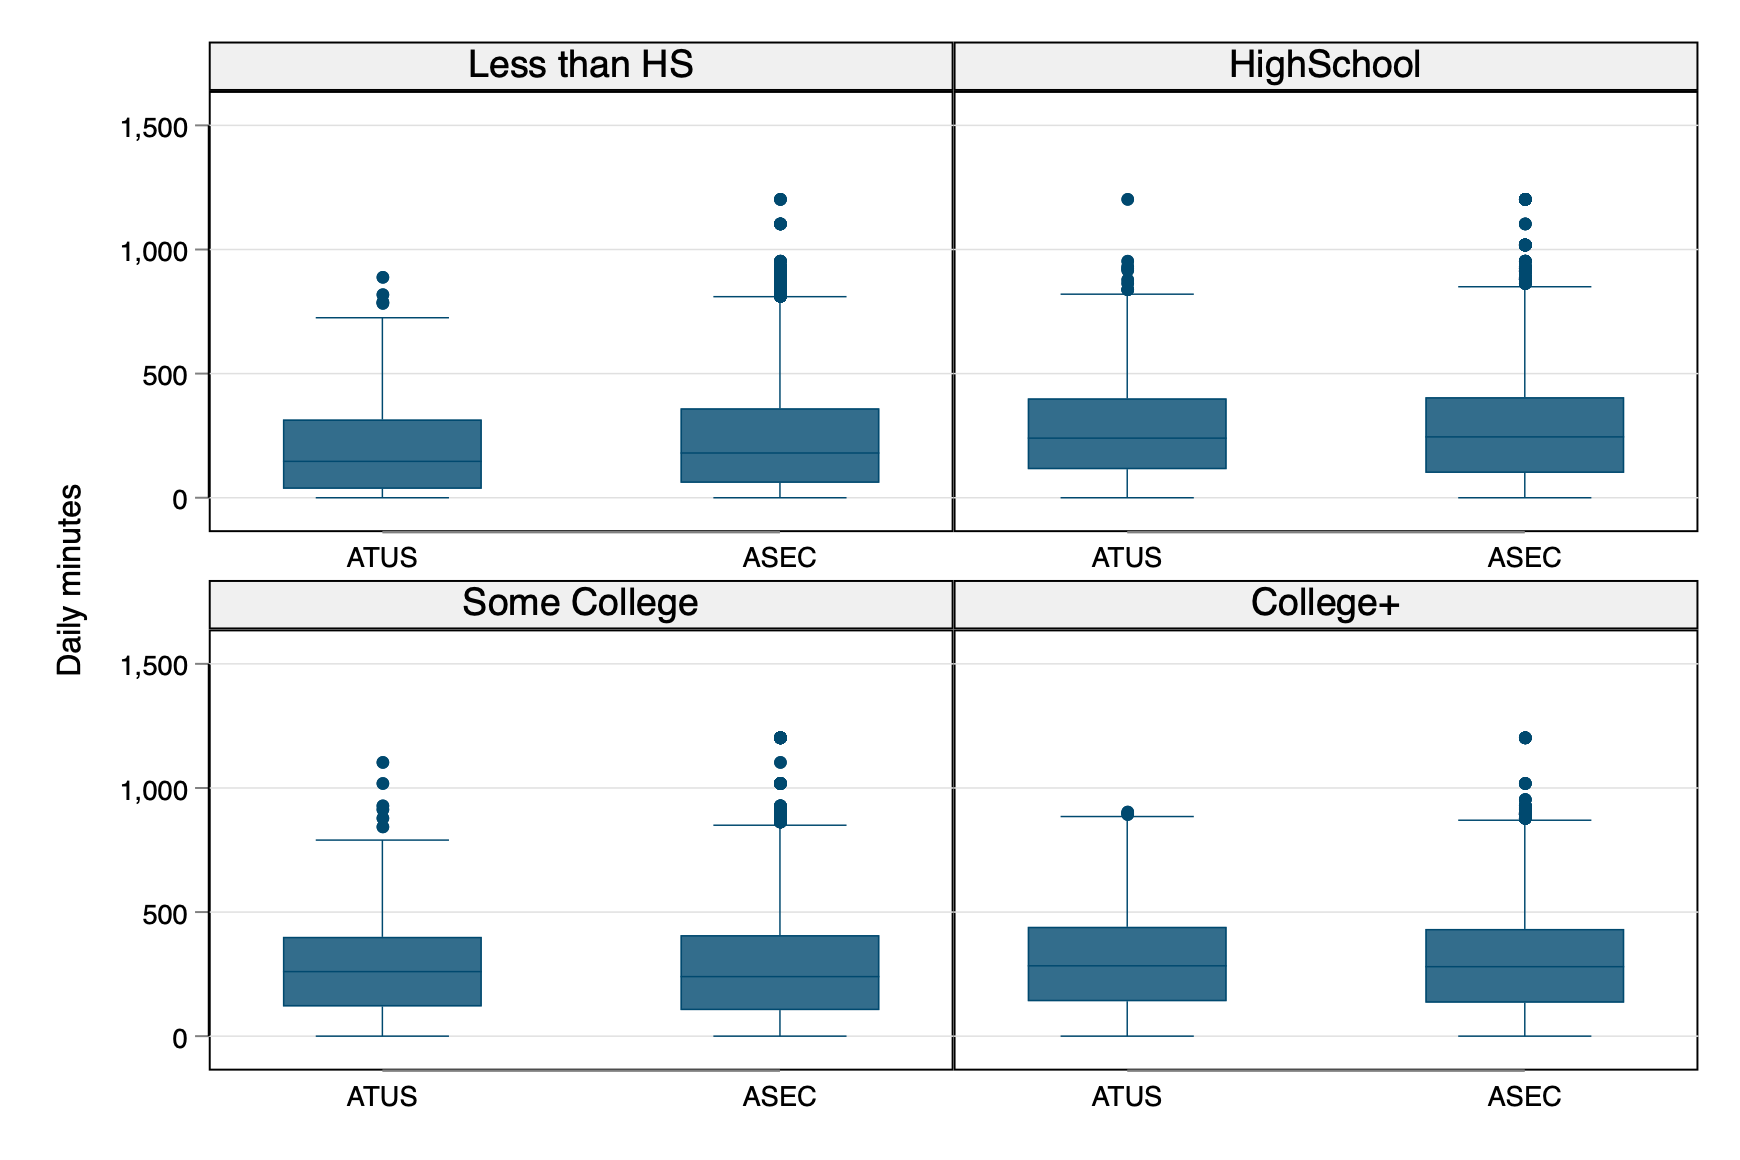 Less than HS
HighSchool
1,500
1,000
500
0
ATUS
ASEC
ATUS
ASEC
Daily minutes
Some College
College+
1,500
1,000
500
0
ATUS
ASEC
ATUS
ASEC